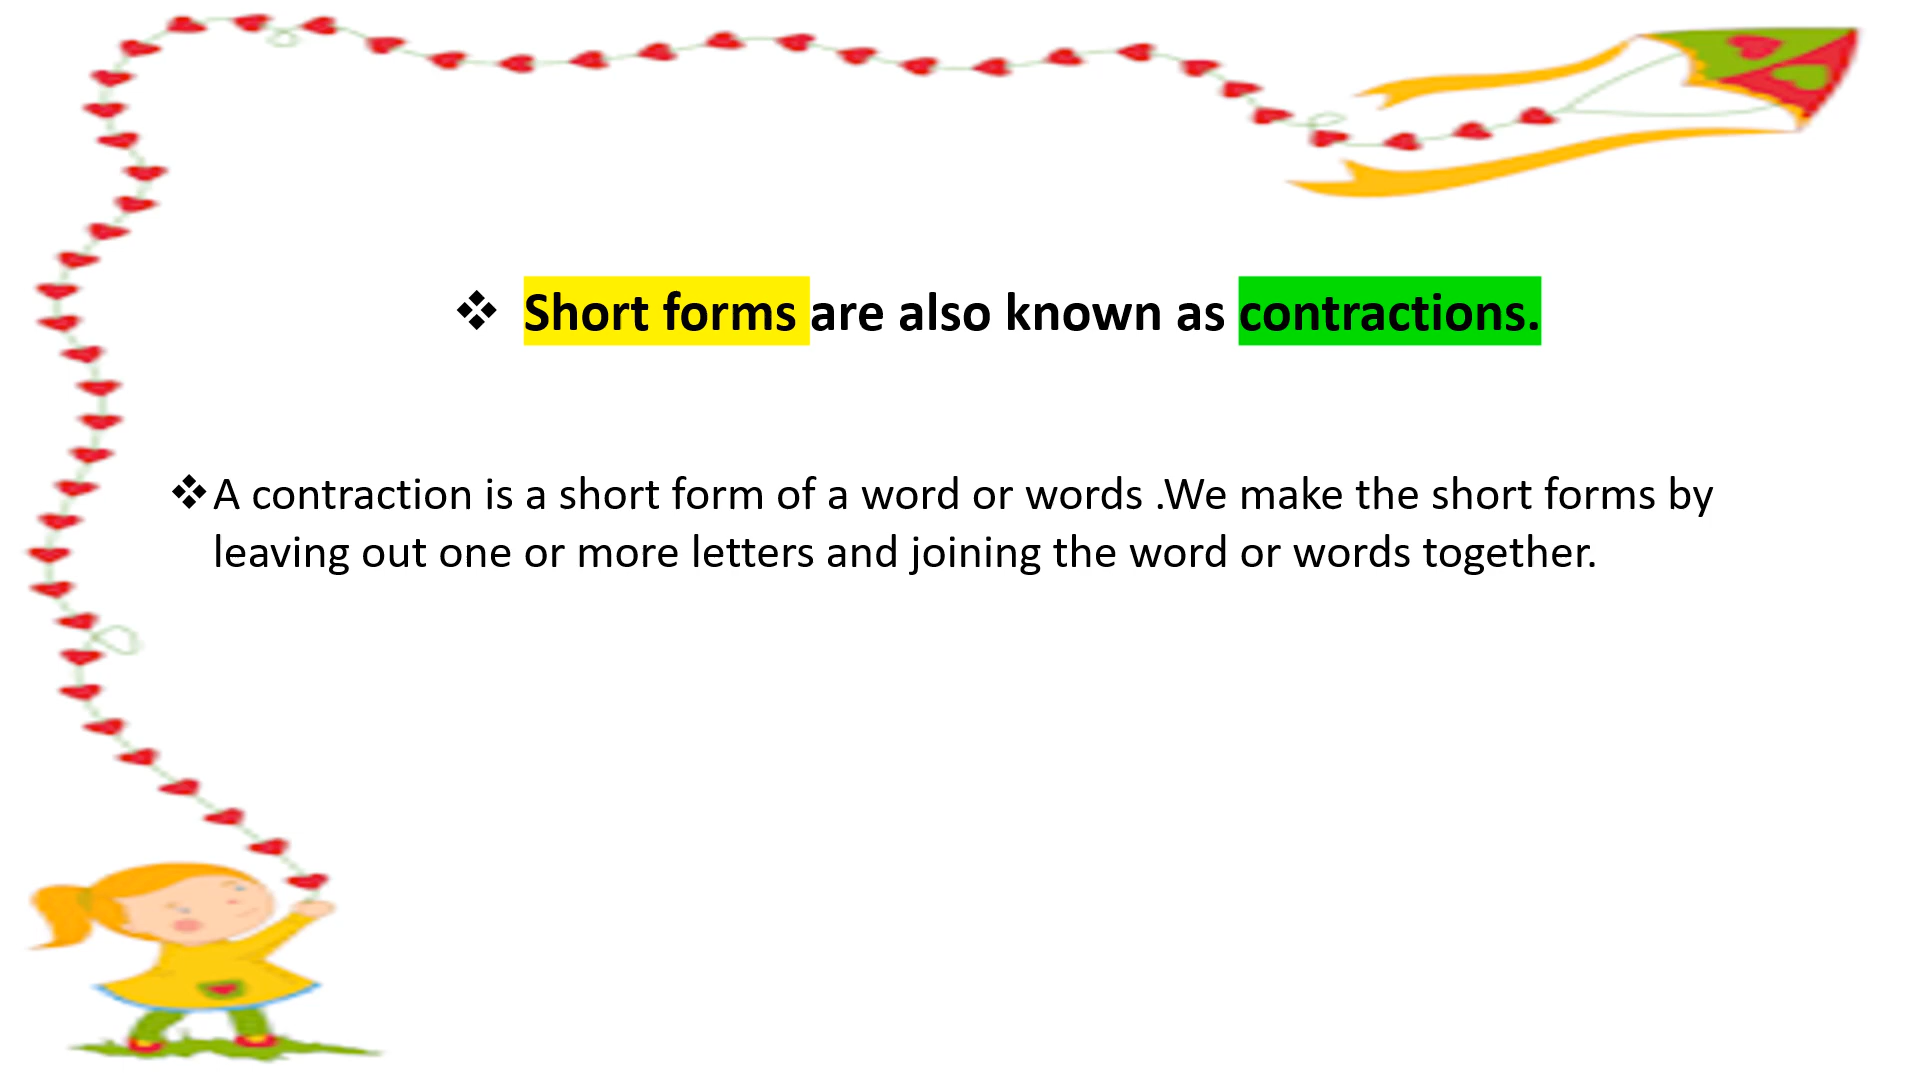 ❖ Short forms are also known as contractions.
❖A contraction is a short form of a word or words .We make the short forms by
leaving out one or more letters and joining the word or words together.